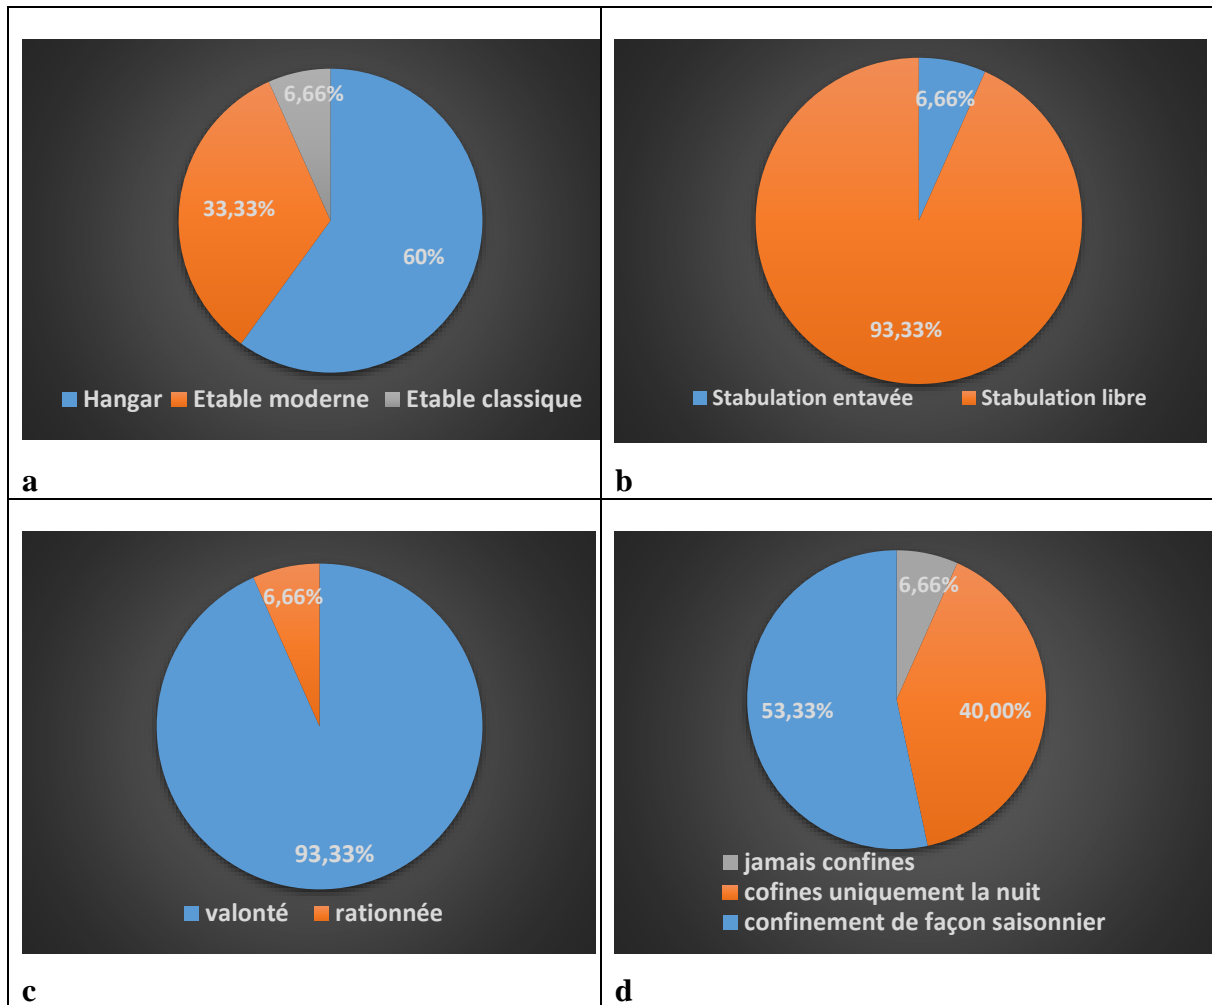 6,66%
33,33%
60%
Hangar Etable moderne Etable classique
a
6,66%
93,33%
Stabulation entavée Stabulation libre
b
6,66%
93,33%
valonté rationnée
c
6,66%
53,33%
40,00%
jamais confines
cofines uniquement la nuit
confinement de façon saisonnier
d